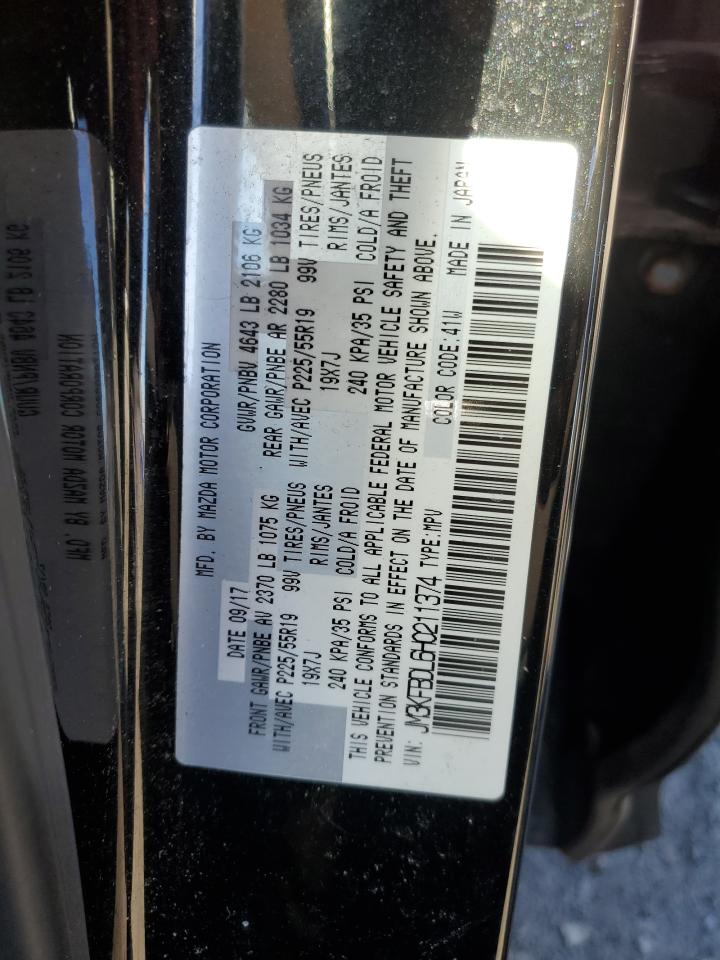 MFD. BY MAZDA MOTOR CORPORATION
DATE 09/17 GVWR/PNBV 4643 LB 2106 KG
FRONT GAWR/PNBE AV 2370 LB 1075 KG REAR GAWR/PNBE AR 2280 LB 1034 KG
WITH/AVEC P225/55R19 99V TIRES/PNEUS WITH/AVEC P225/55R19 99V TIRES/PNEUS
19X7J RIMS/JANTES 19X7J RIMS/JANTES
240 KPA/35 PSI COLD/A FROID 240 KPA/35 PSI COLD/A FROID
THIS VEHICLE CONFORMS TO ALL APPLICABLE FEDERAL MOTOR VEHICLE SAFETY AND THEFT
PREVENTION STANDARDS IN EFFECT ON THE DATE OF MANUFACTURE SHOWN ABOVE.
VIN: JM3KFBDL6H0211374 TYPE:MPV COLOR CODE:41W MADE IN JAPAN